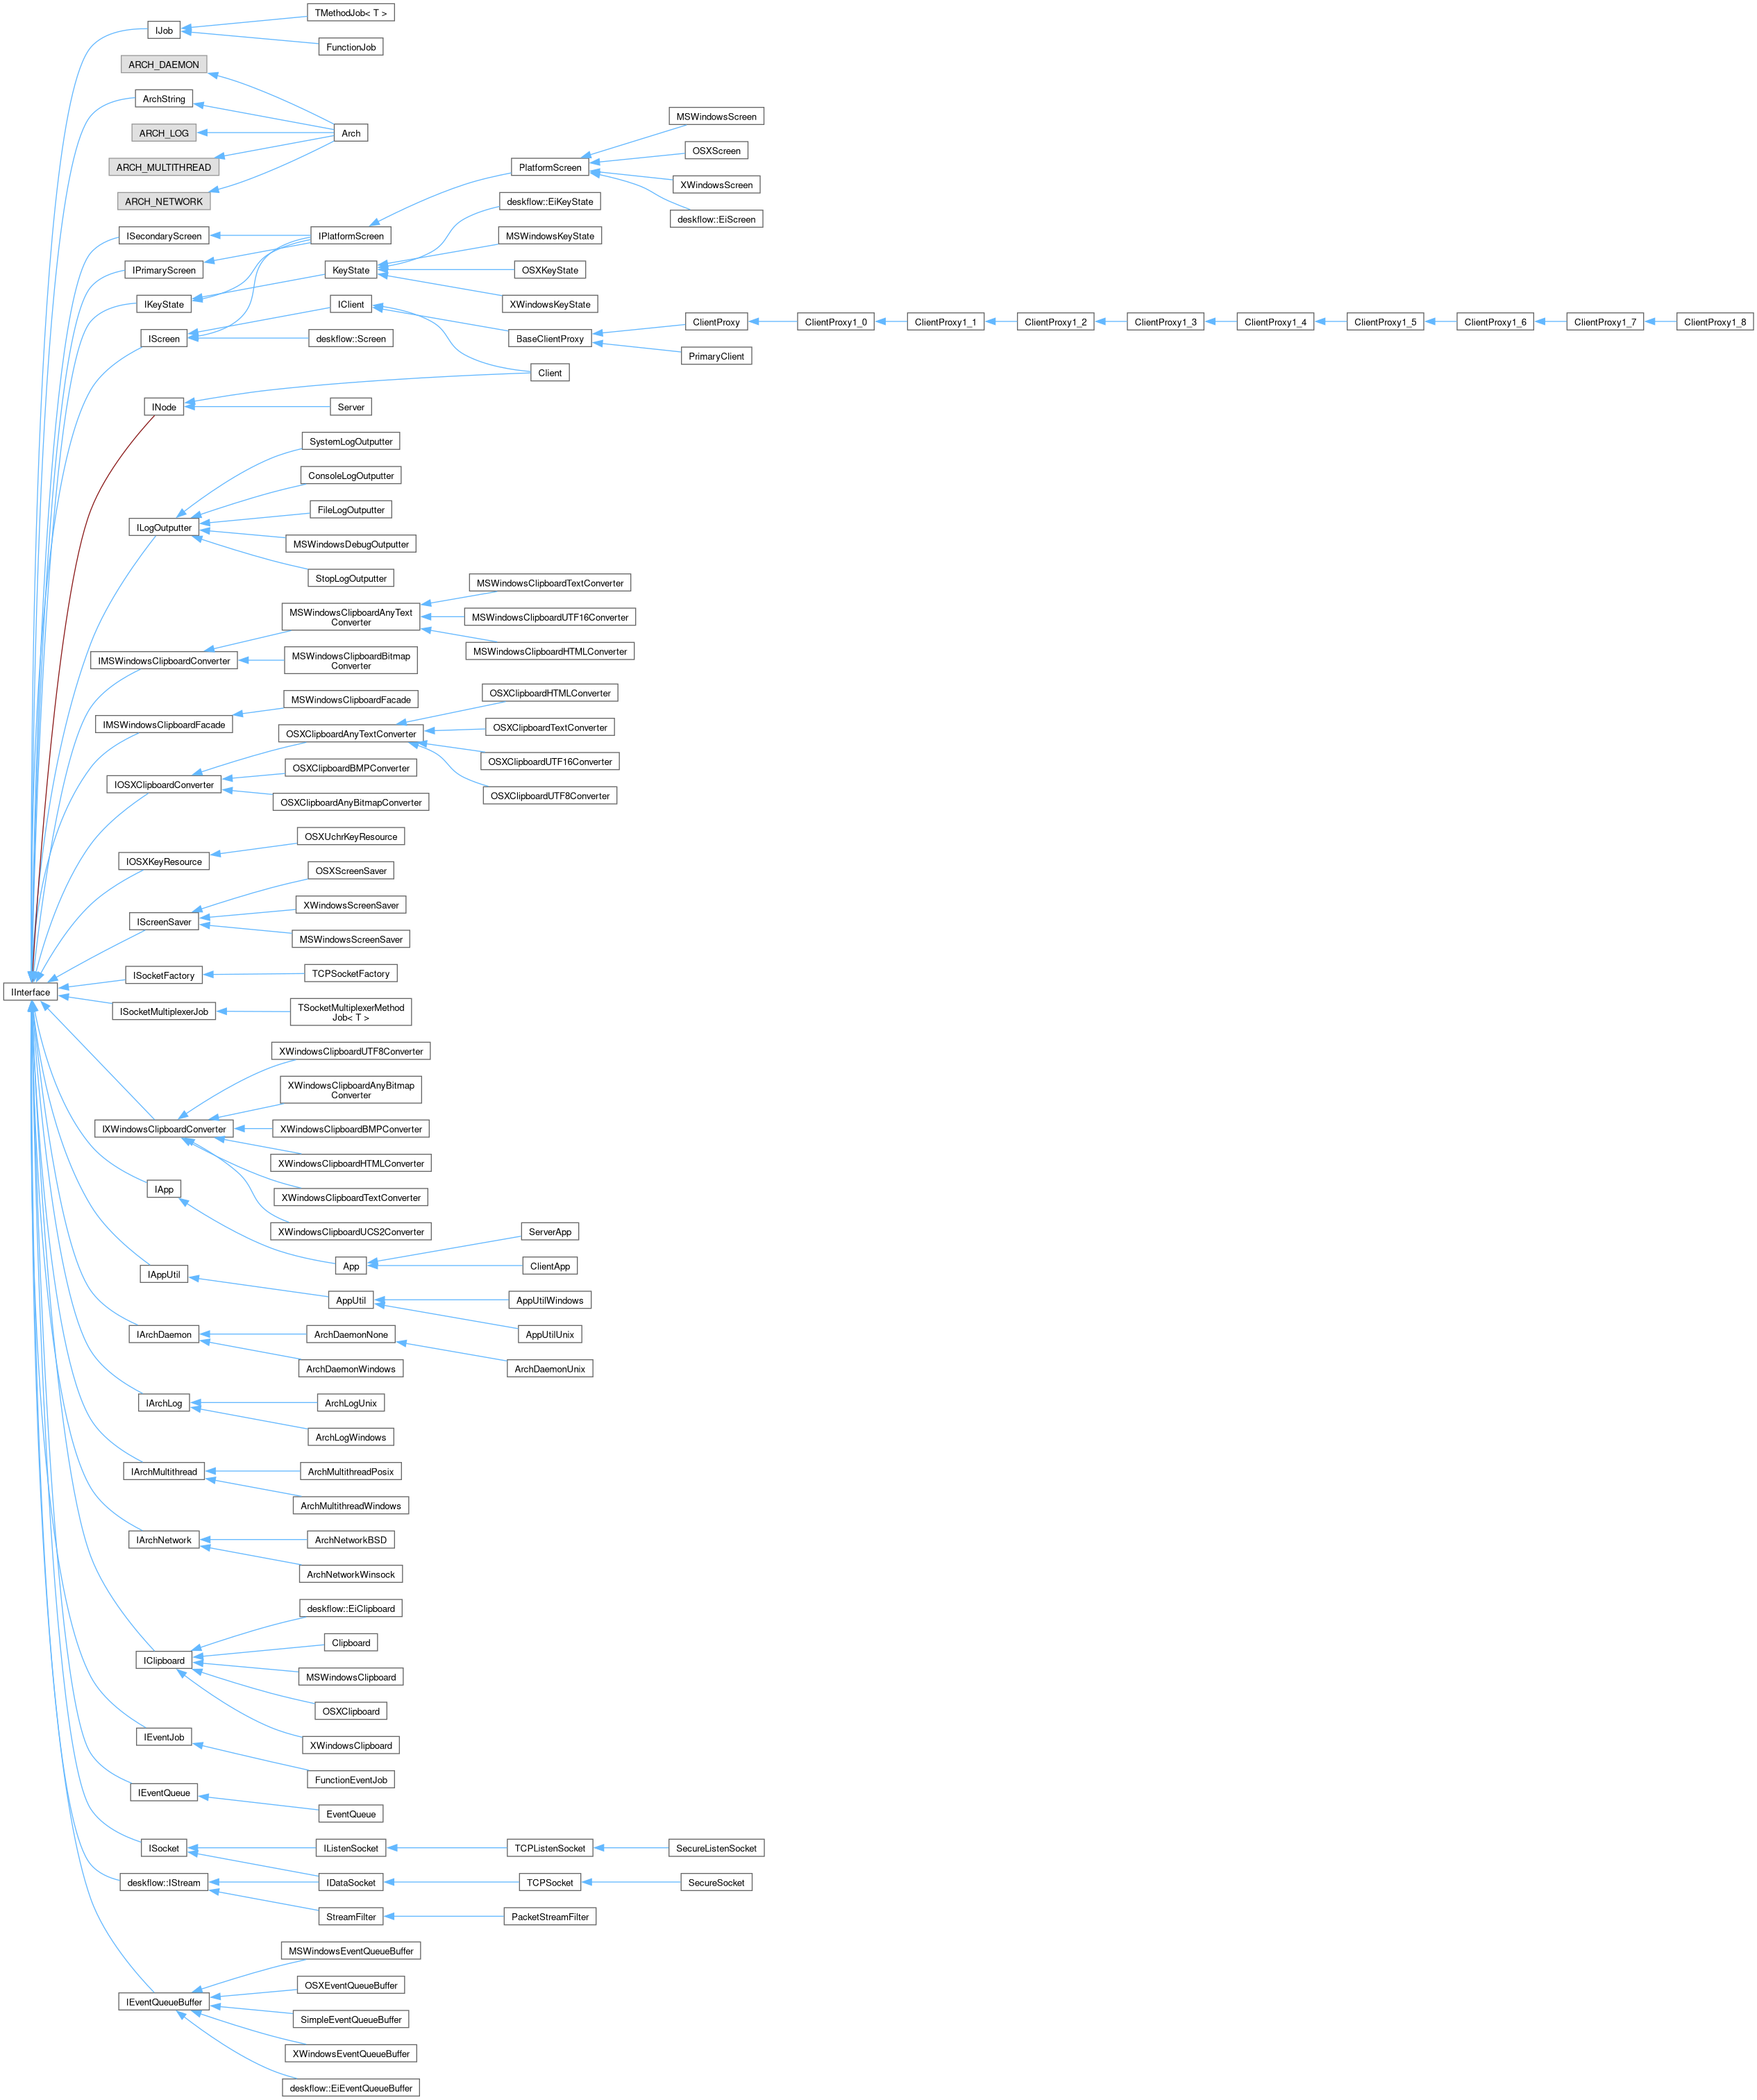 TMethodJob< T >
IJob
FunctionJob
ARCH_DAEMON
ArchString
MSWindowsScreen
ARCH_LOG
Arch
OSXScreen
ARCH_MULTITHREAD
PlatformScreen
XWindowsScreen
ARCH_NETWORK
deskflow::EiKeyState
deskflow::EiScreen
ISecondaryScreen
IPlatformScreen
MSWindowsKeyState
IPrimaryScreen
KeyState
OSXKeyState
IKeyState
IClient
XWindowsKeyState
ClientProxy
ClientProxy1_0
ClientProxy1_1
ClientProxy1_2
ClientProxy1_3
ClientProxy1_4
ClientProxy1_5
ClientProxy1_6
ClientProxy1_7
ClientProxy1_8
IScreen
deskflow::Screen
BaseClientProxy
PrimaryClient
Client
INode
Server
SystemLogOutputter
ConsoleLogOutputter
FileLogOutputter
ILogOutputter
MSWindowsDebugOutputter
StopLogOutputter
MSWindowsClipboardTextConverter
MSWindowsClipboardAnyText
Converter
MSWindowsClipboardUTF16Converter
MSWindowsClipboardHTMLConverter
IMSWindowsClipboardConverter
MSWindowsClipboardBitmap
Converter
OSXClipboardHTMLConverter
MSWindowsClipboardFacade
IMSWindowsClipboardFacade
OSXClipboardTextConverter
OSXClipboardAnyTextConverter
OSXClipboardUTF16Converter
OSXClipboardBMPConverter
IOSXClipboardConverter
OSXClipboardUTF8Converter
OSXClipboardAnyBitmapConverter
OSXUchrKeyResource
IOSXKeyResource
OSXScreenSaver
XWindowsScreenSaver
IScreenSaver
MSWindowsScreenSaver
ISocketFactory
TCPSocketFactory
IInterface
ISocketMultiplexerJob
TSocketMultiplexerMethod
Job< T >
XWindowsClipboardUTF8Converter
XWindowsClipboardAnyBitmap
Converter
IXWindowsClipboardConverter
XWindowsClipboardBMPConverter
XWindowsClipboardHTMLConverter
IApp
XWindowsClipboardTextConverter
XWindowsClipboardUCS2Converter
ServerApp
App
ClientApp
IAppUtil
AppUtil
AppUtilWindows
IArchDaemon
ArchDaemonNone
AppUtilUnix
ArchDaemonWindows
ArchDaemonUnix
IArchLog
ArchLogUnix
ArchLogWindows
IArchMultithread
ArchMultithreadPosix
ArchMultithreadWindows
IArchNetwork
ArchNetworkBSD
ArchNetworkWinsock
deskflow::EiClipboard
Clipboard
IClipboard
MSWindowsClipboard
OSXClipboard
IEventJob
XWindowsClipboard
FunctionEventJob
IEventQueue
EventQueue
ISocket
IListenSocket
TCPListenSocket
SecureListenSocket
deskflow::IStream
IDataSocket
TCPSocket
SecureSocket
StreamFilter
PacketStreamFilter
MSWindowsEventQueueBuffer
OSXEventQueueBuffer
IEventQueueBuffer
SimpleEventQueueBuffer
XWindowsEventQueueBuffer
deskflow::EiEventQueueBuffer